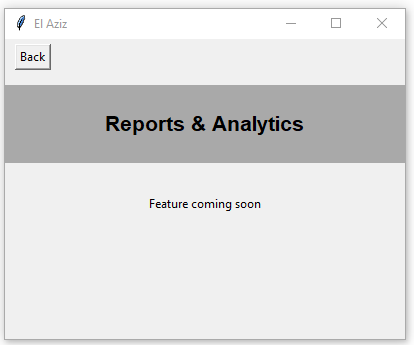 El Aziz
Back
Reports & Analytics
Feature coming soon